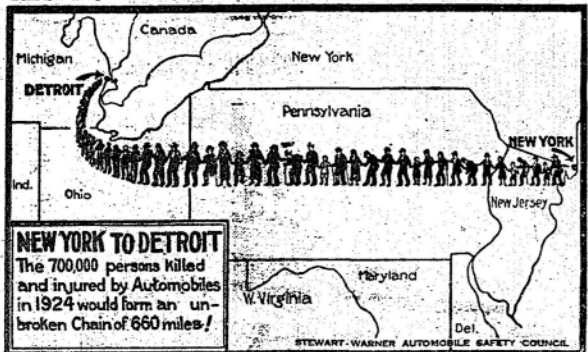 Canada
Michigan
New York
DETROIT
Pennsylvania
NEW YORK
Ind.
Ohio
New Jersey
NEW YORK TO DETROIT
The 700,000 persons killed
and injured by Automobiles
in 1924 would form an un-
broken Chain of 660 miles!
W. Virginia
Maryland
Del.
STEWART-WARNER AUTOMOBILE SAFETY COUNCIL